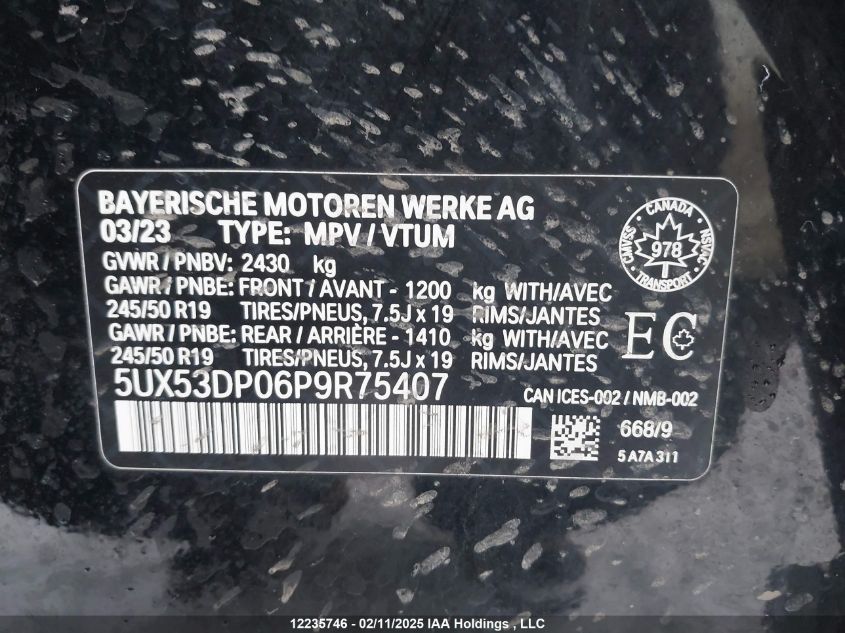 BAYERISCHE MOTOREN WERKE AG
03/23 TYPE: MPV / VTUM
GVWR / PNBV: 2430 kg
GAWR / PNBE: FRONT / AVANT - 1200 kg WITH/AVEC
245/50 R19 TIRES/PNEUS, 7.5J x 19 RIMS/JANTES
GAWR / PNBE: REAR / ARRIÈRE - 1410 kg WITH/AVEC
245/50 R19 TIRES/PNEUS, 7.5J x 19 RIMS/JANTES
5UX53DP06P9R75407
CANADA
CMVSS 978 NSVAC
TRANSPORT
EC
CAN ICES-002 / NMB-002
668/9
5A7A311
12235746 - 02/11/2025 IAA Holdings , LLC